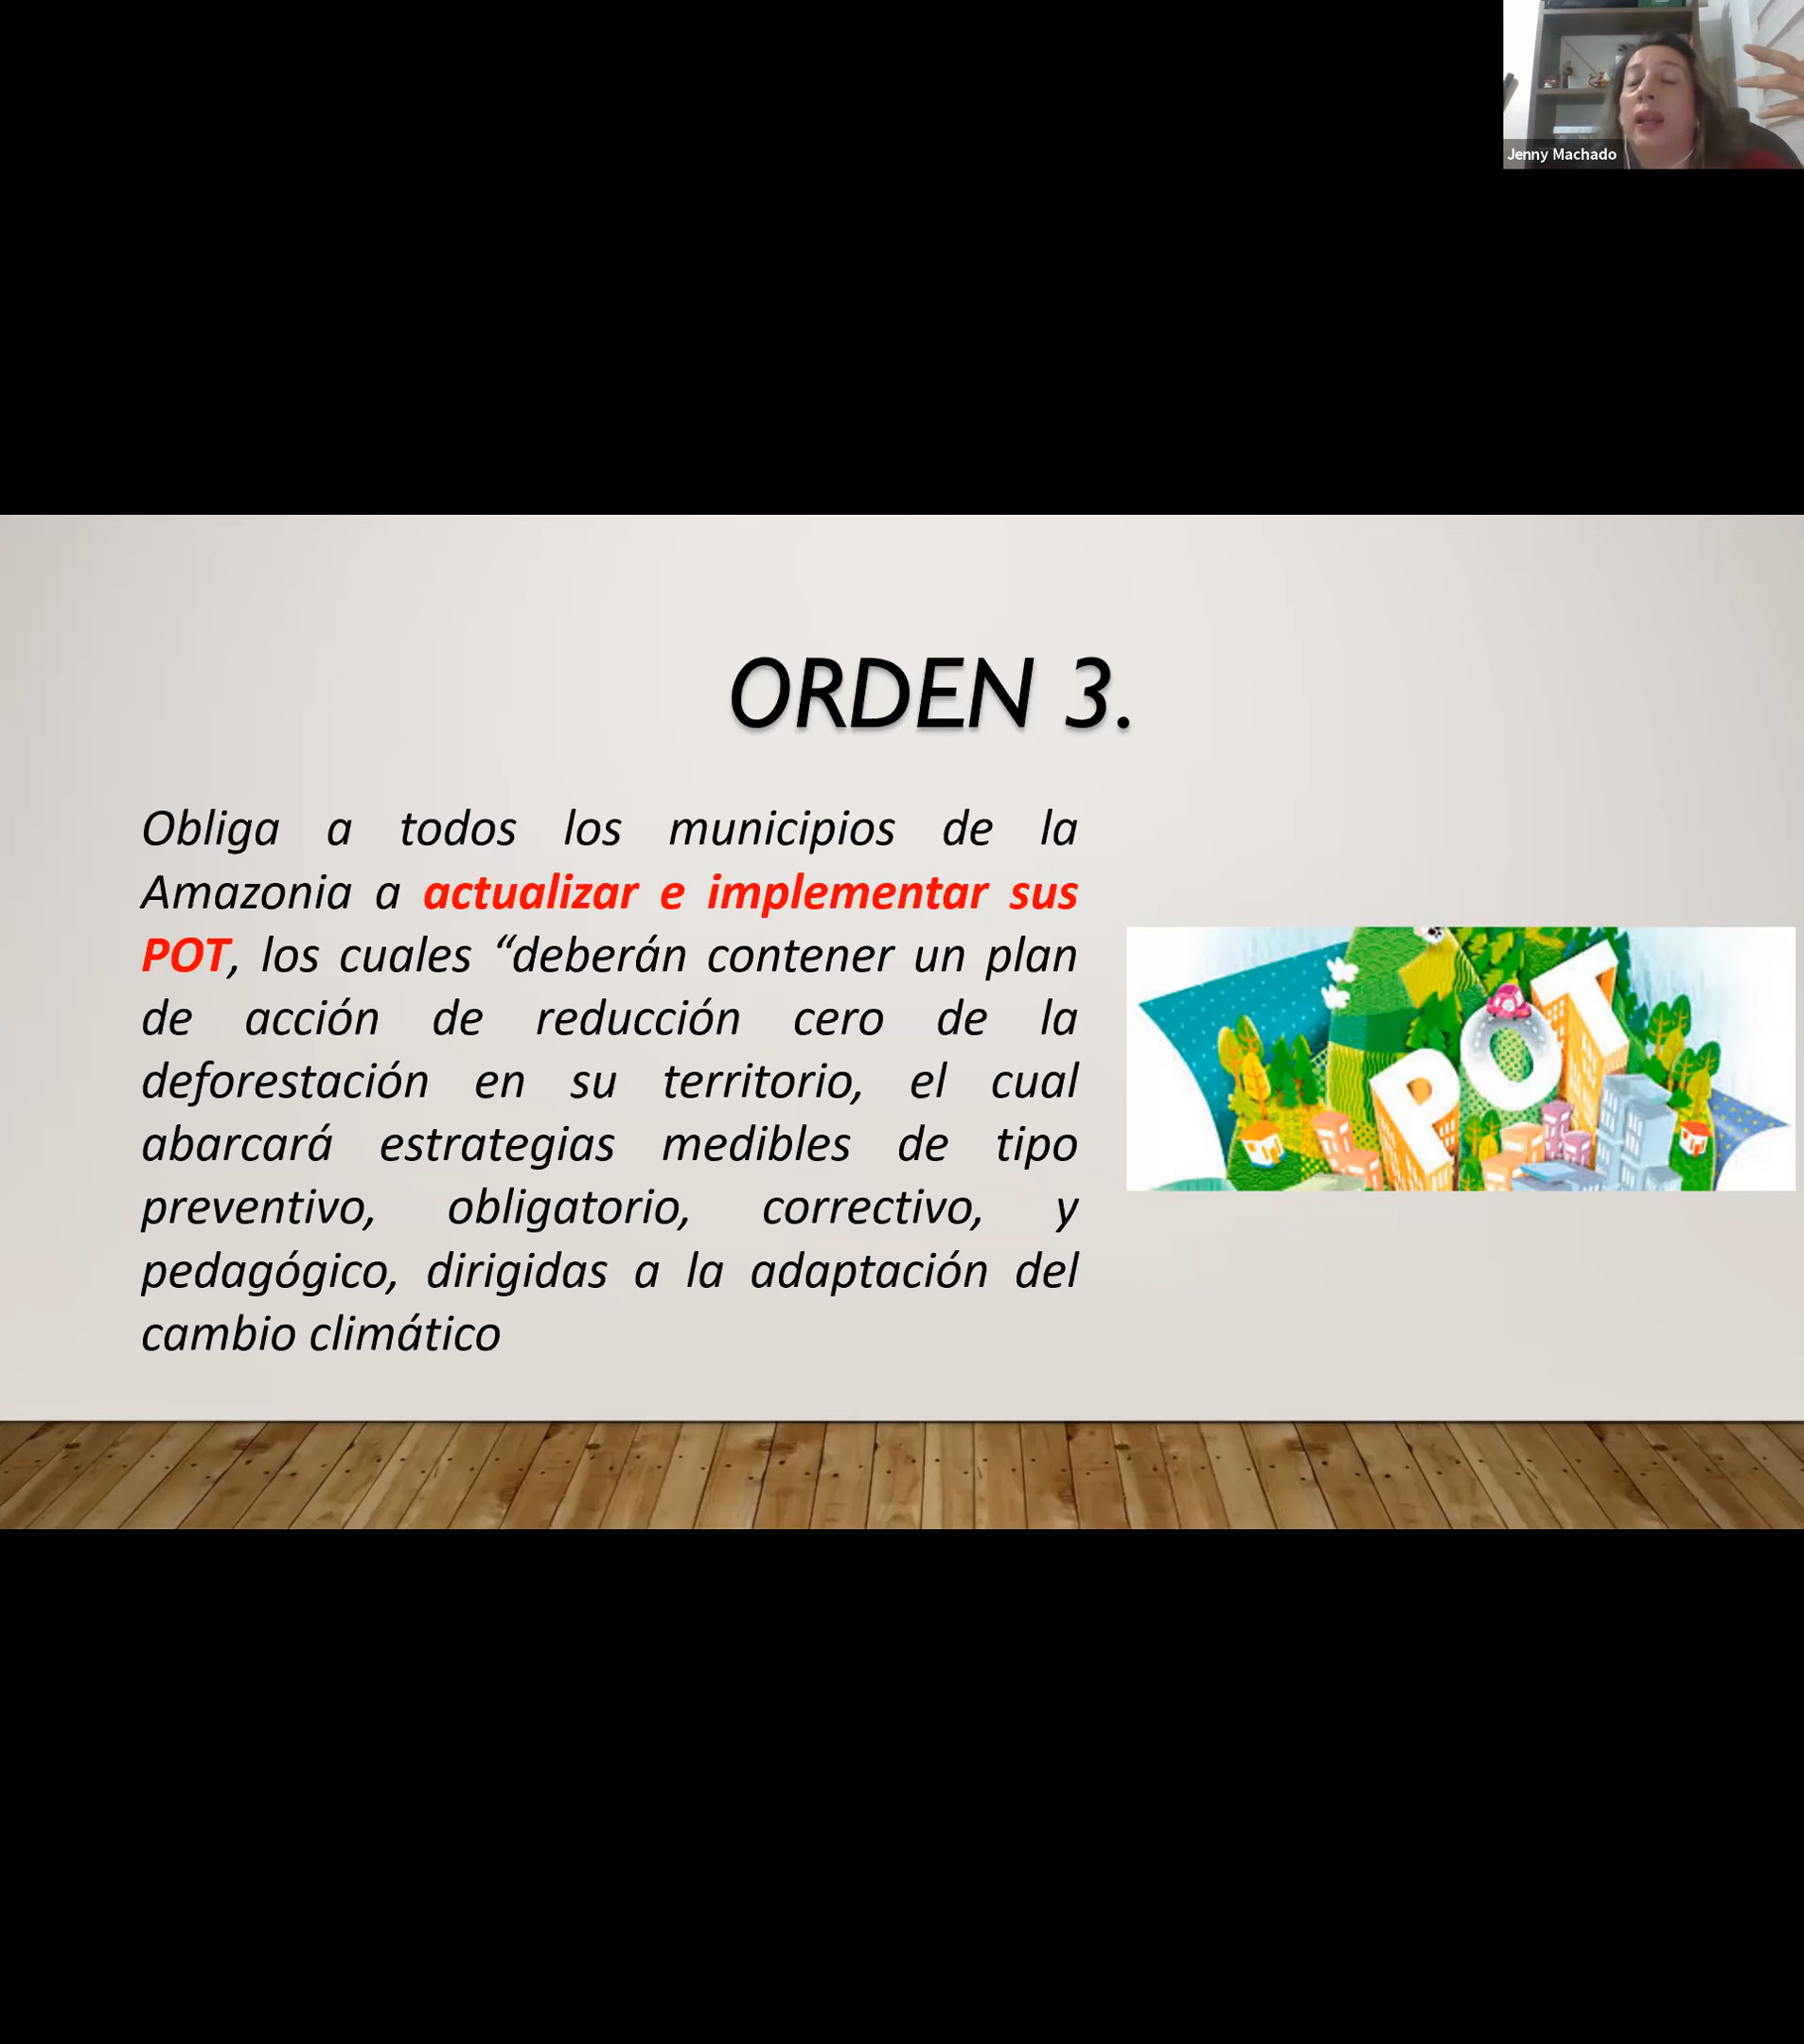 Jenny Machado
ORDEN 3.
Obliga a todos los municipios de la
Amazonia a actualizar e implementar sus
POT, los cuales “deberán contener un plan
de acción de reducción cero de la
deforestación en su territorio, el cual
abarcará estrategias medibles de tipo
preventivo, obligatorio, correctivo, y
pedagógico, dirigidas a la adaptación del
cambio climático
POT